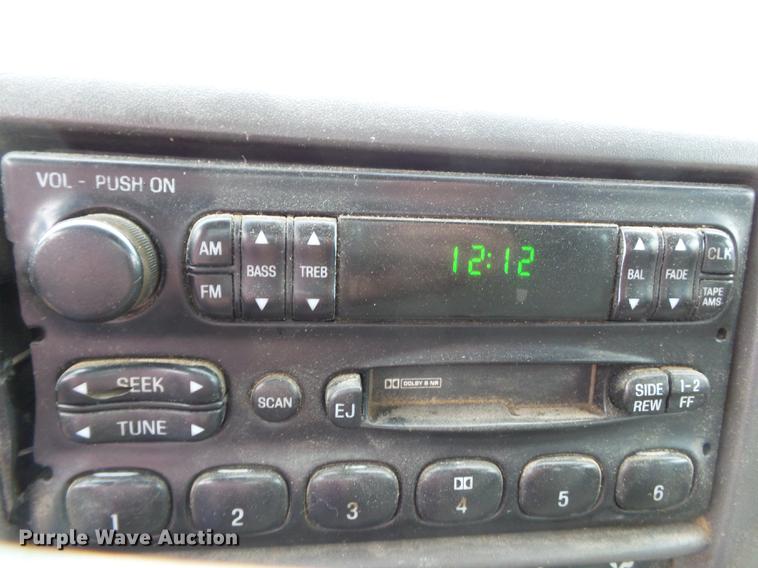 VOL - PUSH ON
AM
BASS
TREB
12:12
BAL
FADE
CLK
FM
TAPE
AMS
SEEK
SCAN
EJ
DOLBY B NR
SIDE
REW
1-2
FF
TUNE
1
2
3
4
5
6
Purple Wave Auction